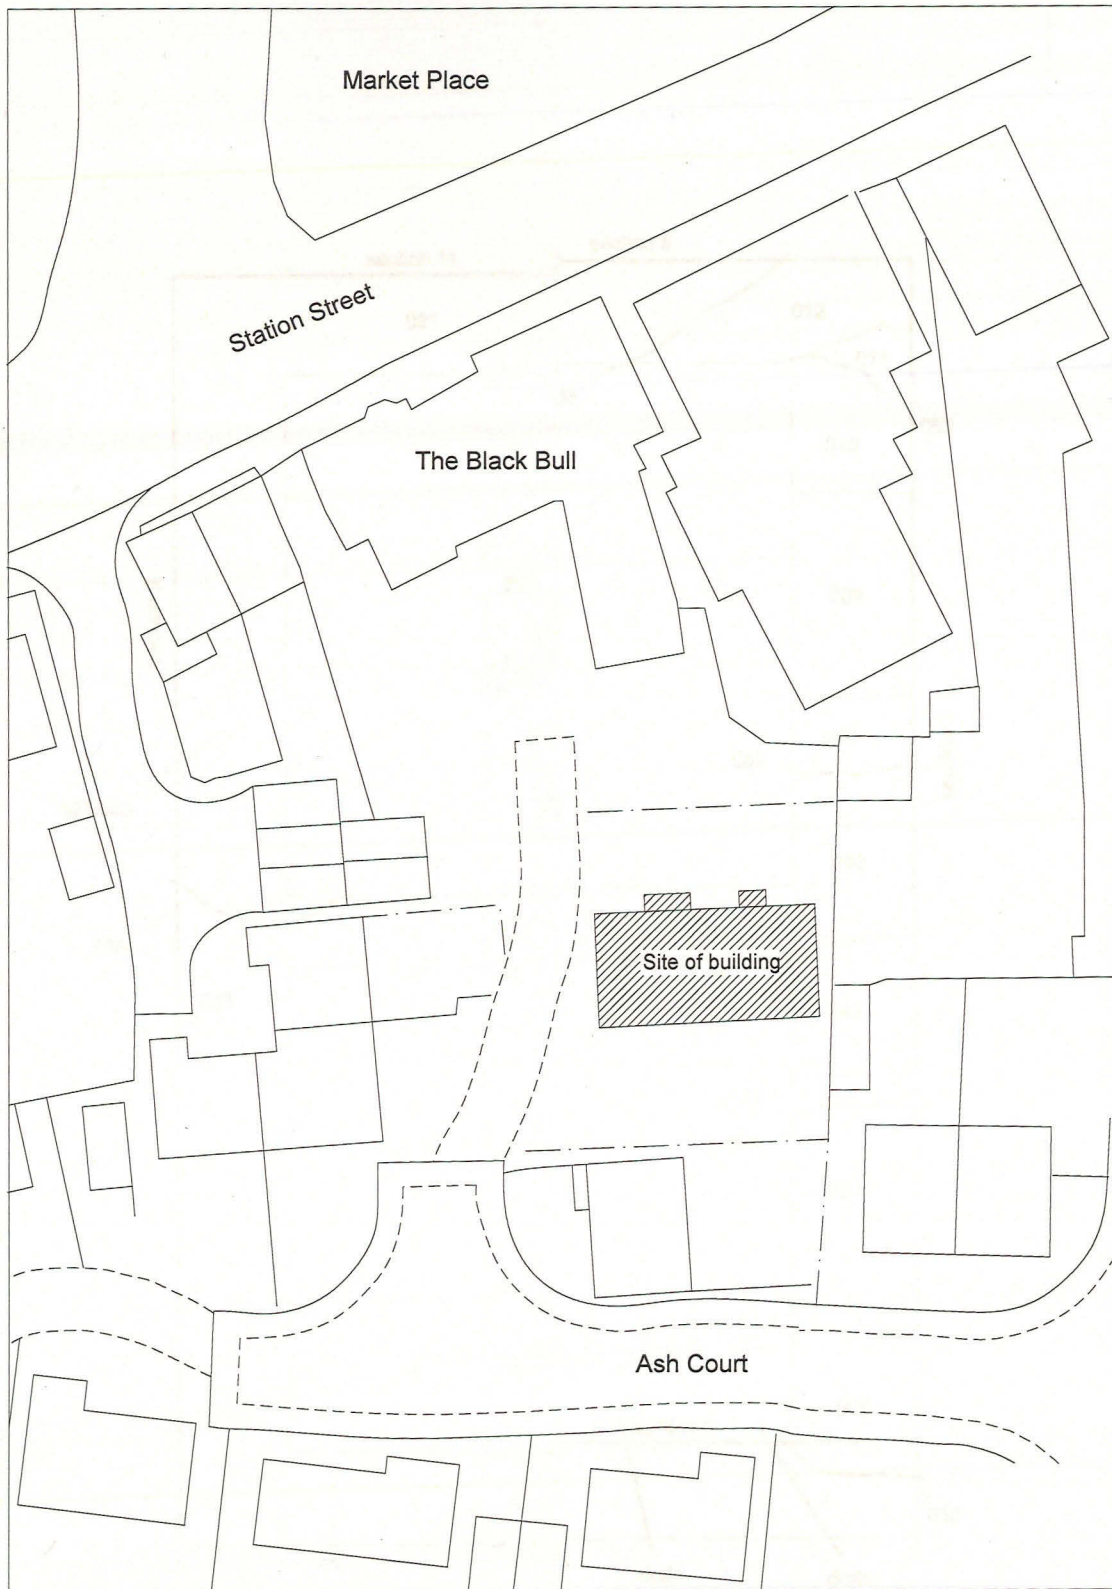 Market Place
Station Street
The Black Bull
Site of building
Ash Court